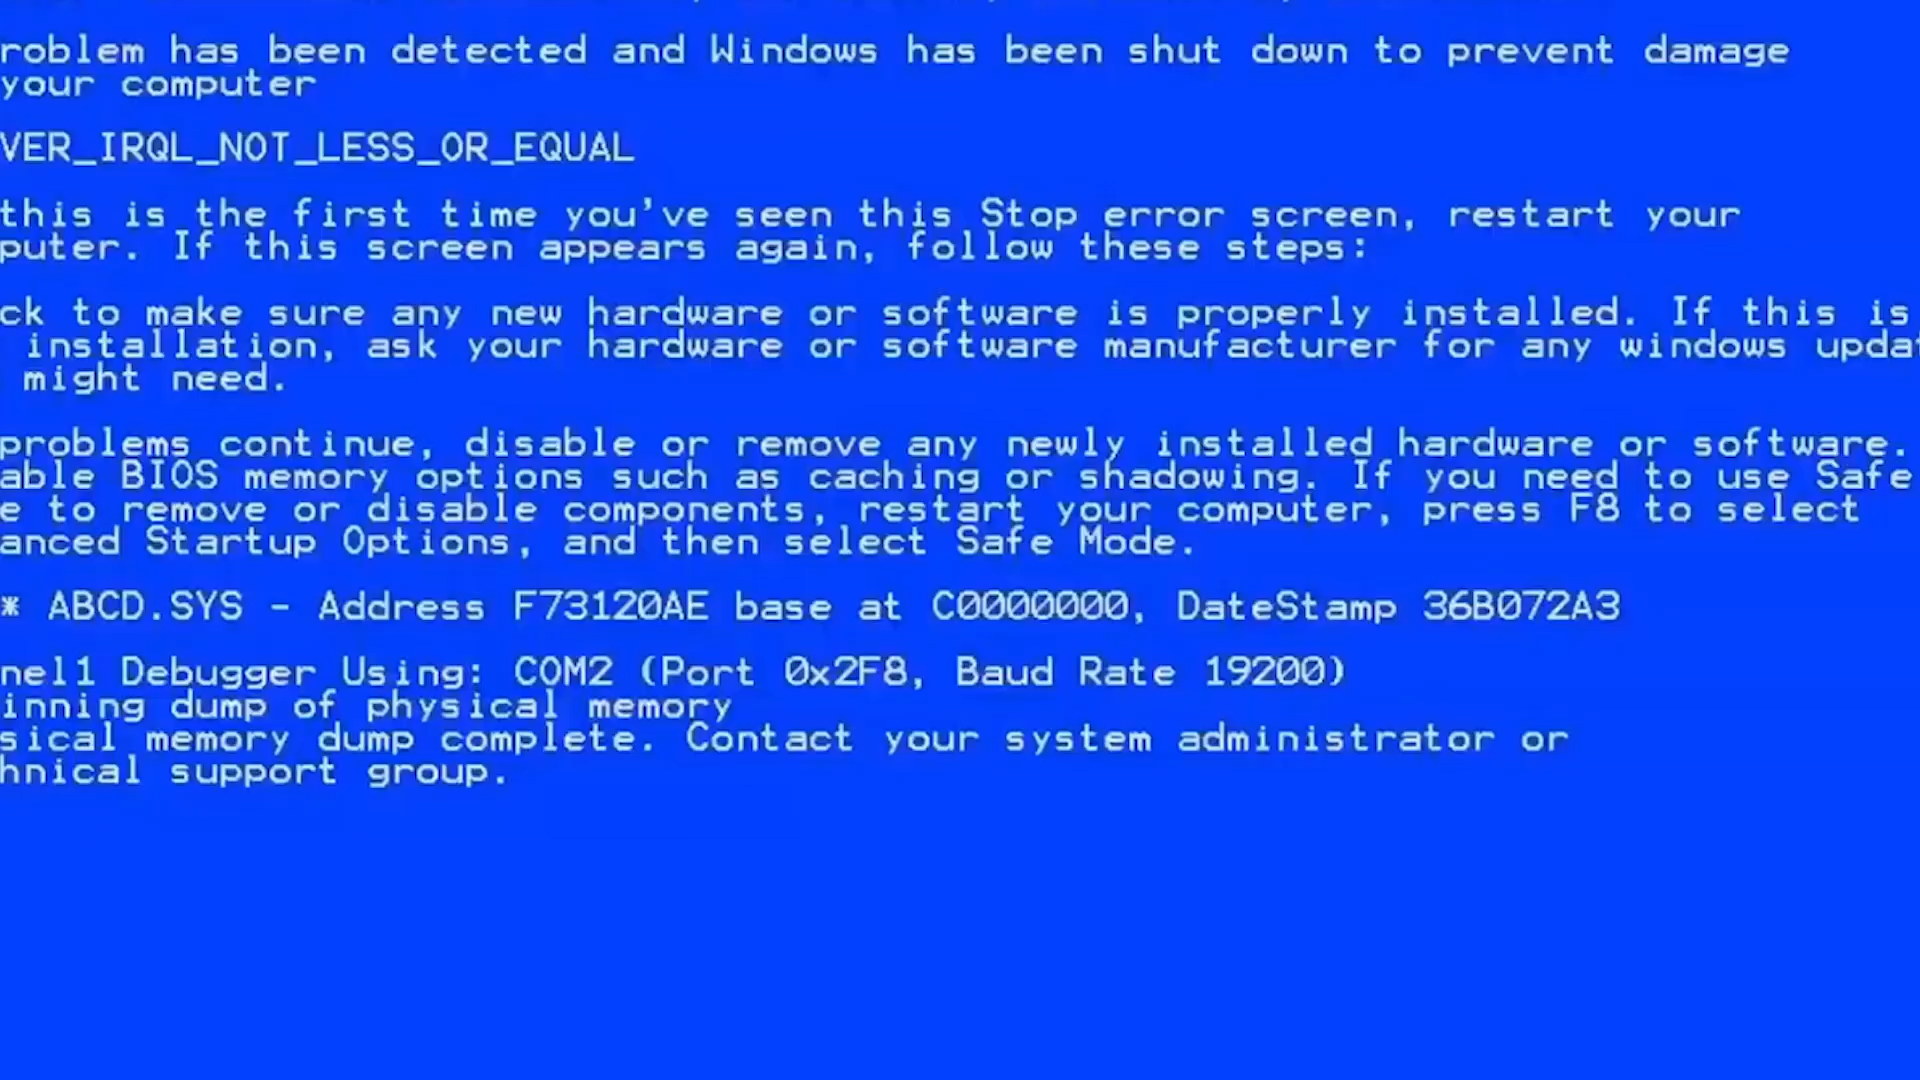 roblem has been detected and Windows has been shut down to prevent damage
your computer
VER_IRQL_NOT_LESS_OR_EQUAL
this is the first time you've seen this Stop error screen, restart your
puter. If this screen appears again, follow these steps:
ck to make sure any new hardware or software is properly installed. If this is
installation, ask your hardware or software manufacturer for any windows updat
might need.
problems continue, disable or remove any newly installed hardware or software.
able BIOS memory options such as caching or shadowing. If you need to use Safe
e to remove or disable components, restart your computer, press F8 to select
anced Startup Options, and then select Safe Mode.
* ABCD.SYS - Address F73120AE base at C0000000, DateStamp 36B072A3
nel1 Debugger Using: COM2 (Port 0x2F8, Baud Rate 19200)
inning dump of physical memory
sical memory dump complete. Contact your system administrator or
hnical support group.